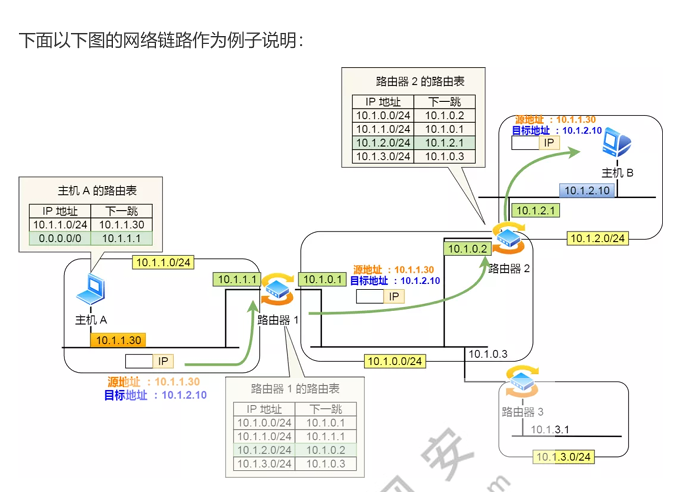 下面以下图的网络链路作为例子说明：
路由器 2 的路由表
IP 地址 下一跳
10.1.0.0/24 10.1.0.2
10.1.1.0/24 10.1.0.1
10.1.2.0/24 10.1.2.1
10.1.3.0/24 10.1.0.3
源地址 ：10.1.1.30
目标地址 ：10.1.2.10
IP
主机 B
10.1.2.10
10.1.2.1
10.1.2.0/24
主机 A 的路由表
IP 地址 下一跳
10.1.1.0/24 10.1.1.30
0.0.0.0/0 10.1.1.1
10.1.1.0/24
主机 A
10.1.1.30
IP
源地址 ：10.1.1.30
目标地址 ：10.1.2.10
10.1.1.1
路由器 1
10.1.0.1
源地址 ：10.1.1.30
目标地址 ：10.1.2.10
IP
10.1.0.2
路由器 2
10.1.0.0/24
10.1.0.3
路由器 1 的路由表
IP 地址 下一跳
10.1.0.0/24 10.1.0.1
10.1.1.0/24 10.1.1.1
10.1.2.0/24 10.1.0.2
10.1.3.0/24 10.1.0.3
路由器 3
10.1.3.1
10.1.3.0/24
安